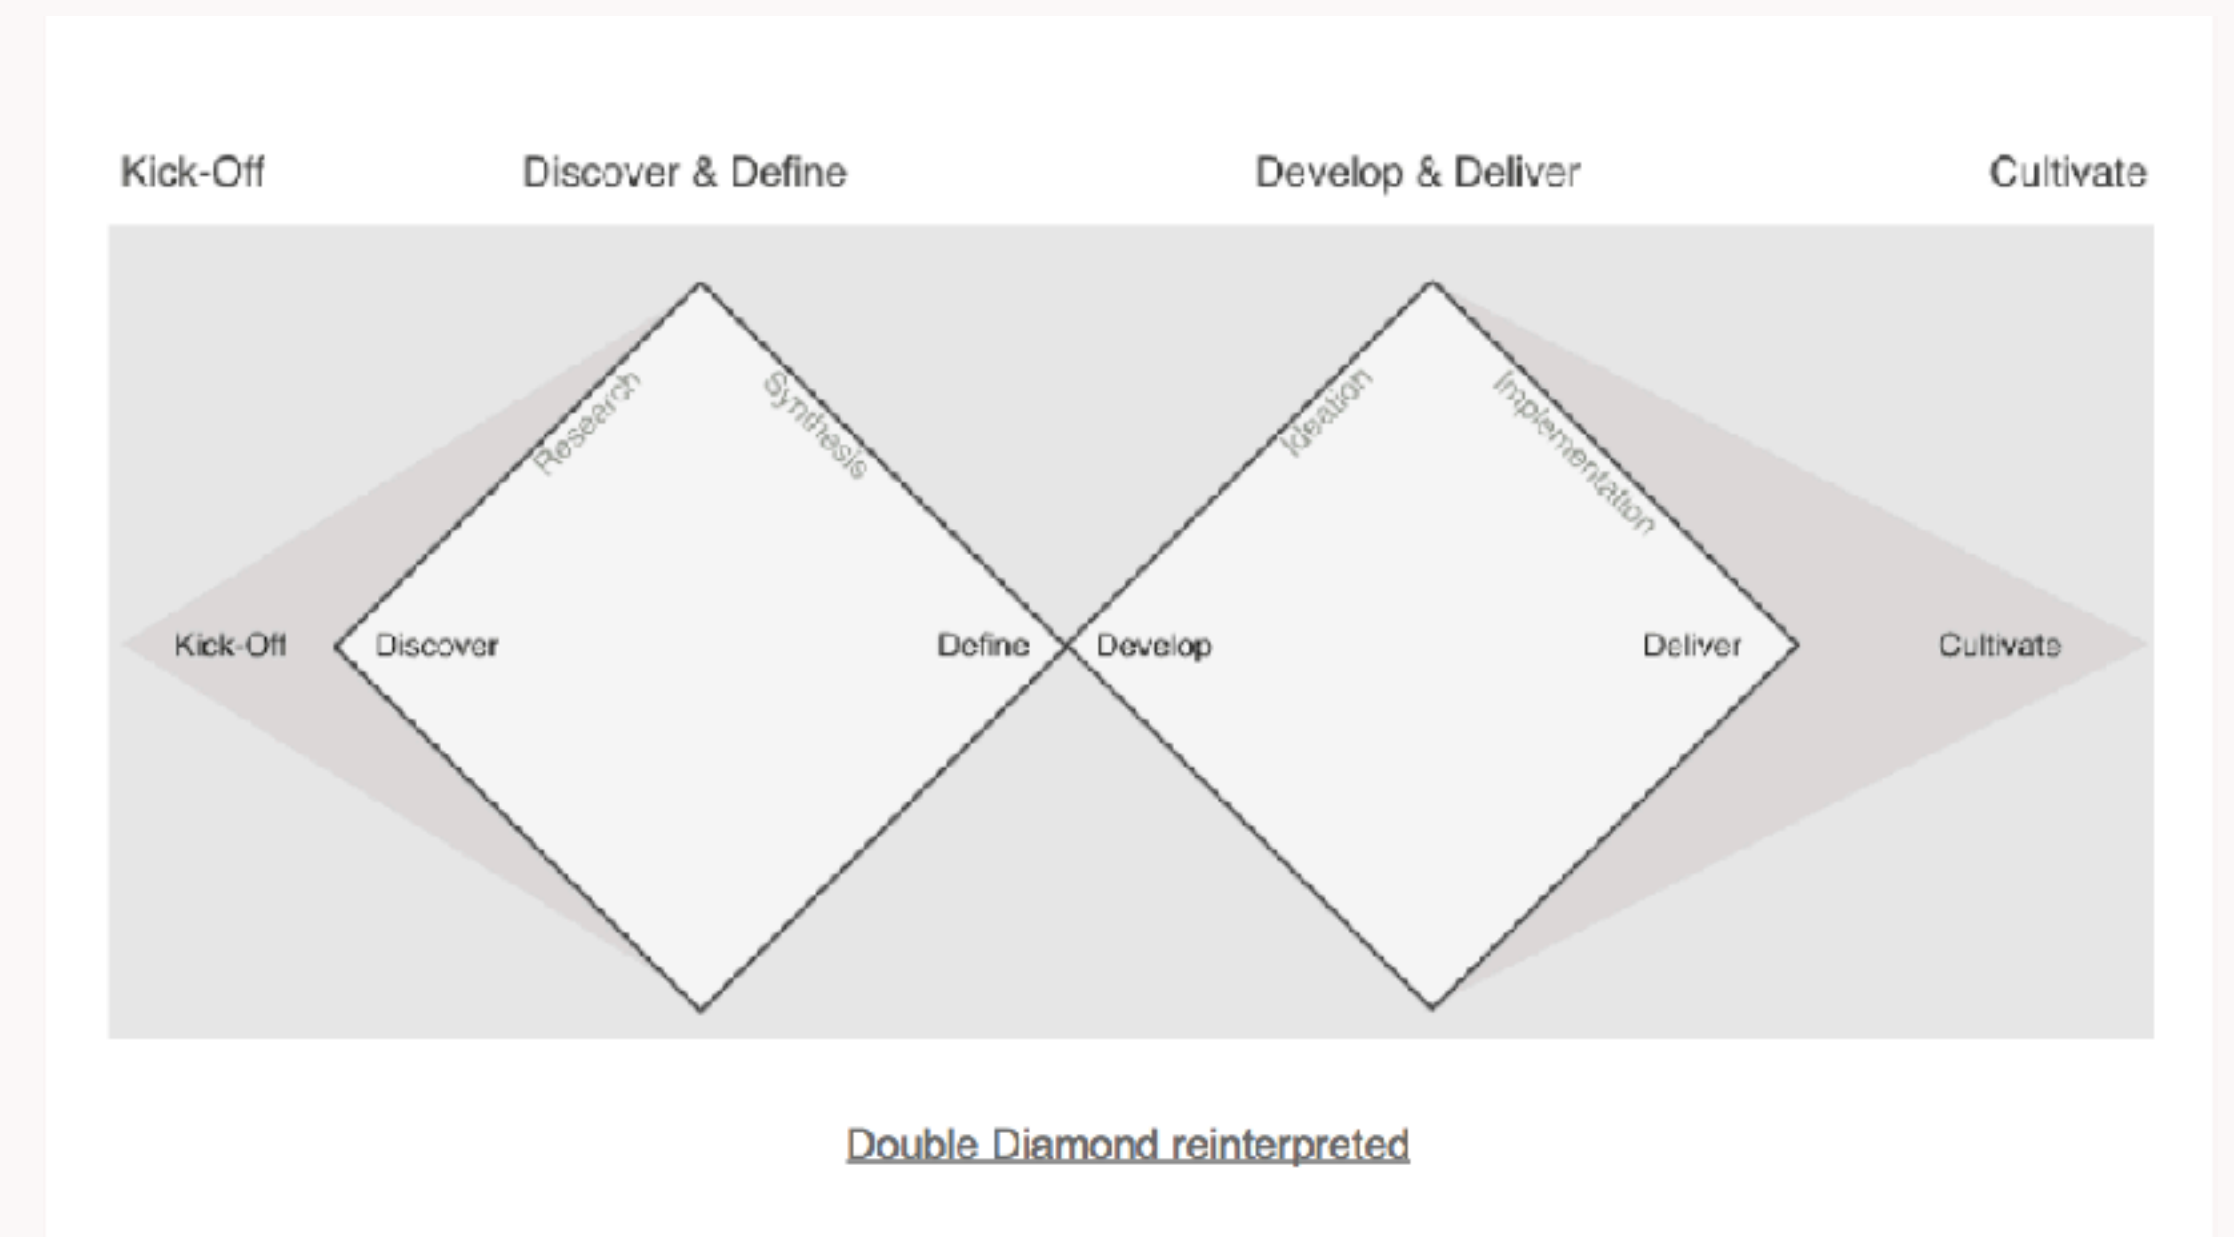 Kick-Off
Discover & Define
Develop & Deliver
Cultivate
Research
Synthesis
Ideation
Implementation
Kick-Off
Discover
Define
Develop
Deliver
Cultivate
Double Diamond reinterpreted